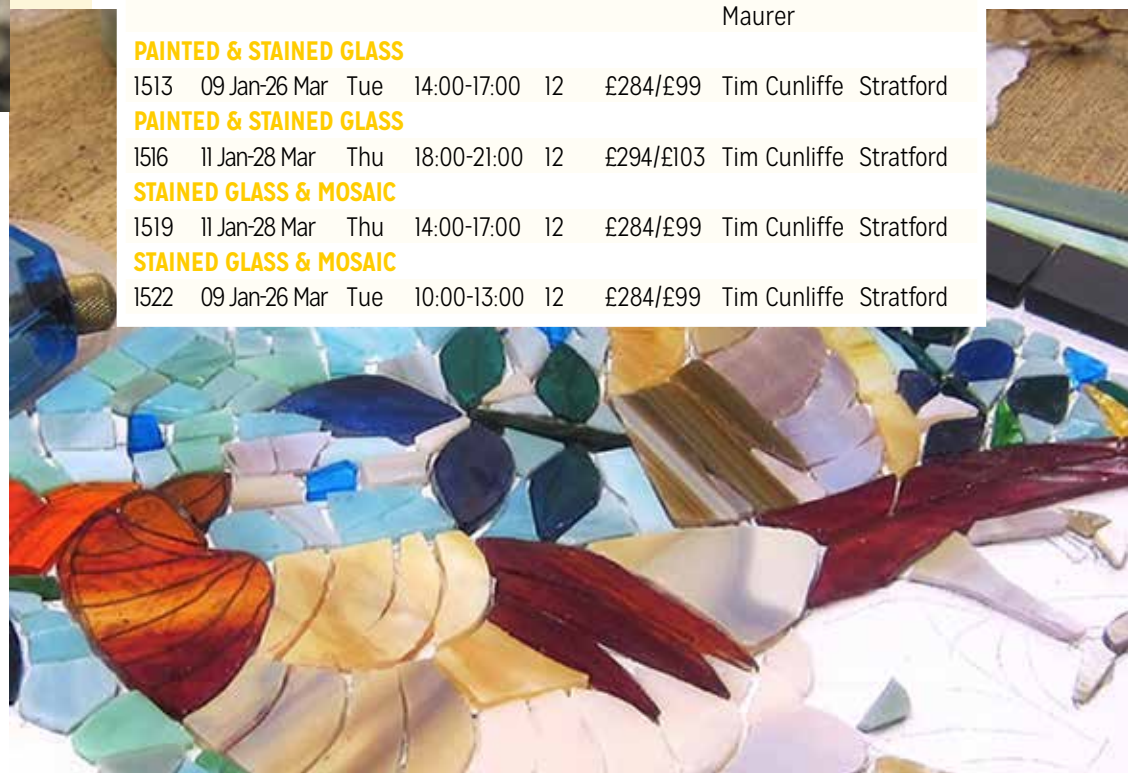 Maurer
PAINTED & STAINED GLASS
1513 09 Jan-26 Mar Tue 14:00-17:00 12 £284/£99 Tim Cunliffe Stratford
PAINTED & STAINED GLASS
1516 11 Jan-28 Mar Thu 18:00-21:00 12 £294/£103 Tim Cunliffe Stratford
STAINED GLASS & MOSAIC
1519 11 Jan-28 Mar Thu 14:00-17:00 12 £284/£99 Tim Cunliffe Stratford
STAINED GLASS & MOSAIC
1522 09 Jan-26 Mar Tue 10:00-13:00 12 £284/£99 Tim Cunliffe Stratford